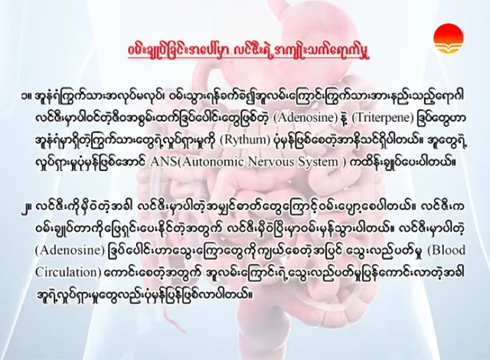 ဝမ်းချုပ်ခြင်းအပေါ်မှာ လင်ဇီးရဲ့အကျိုးသက်ရောက်မှု
၁။ အူနံရံကြွက်သားအလုပ်မလုပ်၊ ဝမ်းသွားရန်ခက်ခဲ၍အူလမ်းကြောင်းကြွက်သားအားနည်းသည့်ရောဂါ
လင်ဇီးမှာပါဝင်တဲ့ဇီဝအစွမ်းထက်ဒြပ်ပေါင်းတွေဖြစ်တဲ့ (Adenosine) နဲ့ (Triterpene) ဒြပ်တွေဟာ
အူနံရံမှာရှိတဲ့ကြွက်သားတွေရဲ့လှုပ်ရှားမှုကို (Rythum) ပုံမှန်ဖြစ်စေတဲ့အာနိသင်ရှိပါတယ်။ အူတွေရဲ့
လှုပ်ရှားမှုပုံမှန်ဖြစ်အောင် ANS(Autonomic Nervous System ) ကထိန်းချုပ်ပေးပါတယ်။
၂။ လင်ဇီးကိုမှီဝဲတဲ့အခါ လင်ဇီးမှာပါတဲ့အမျှင်ဓာတ်တွေကြောင့်ဝမ်းပျော့စေပါတယ်။ လင်ဇီးက
ဝမ်းချုပ်တာကိုဖြေရှင်းပေးနိုင်တဲ့အတွက် လင်ဇီးမှီဝဲပြီးမှာဝမ်းမှန်သွားပါတယ်။ လင်ဇီးမှာပါတဲ့
(Adenosine) ဒြပ်ပေါင်းဟာသွေးကြောတွေကိုကျယ်စေတဲ့အပြင် သွေးလည်ပတ်မှု (Blood
Circulation) ကောင်းစေတဲ့အတွက် အူလမ်းကြောင်းရဲ့သွေးလည်ပတ်မှုပြန်ကောင်းလာတဲ့အခါ
အူရဲ့လှုပ်ရှားမှုတွေလည်းပုံမှန်ပြန်ဖြစ်လာပါတယ်။